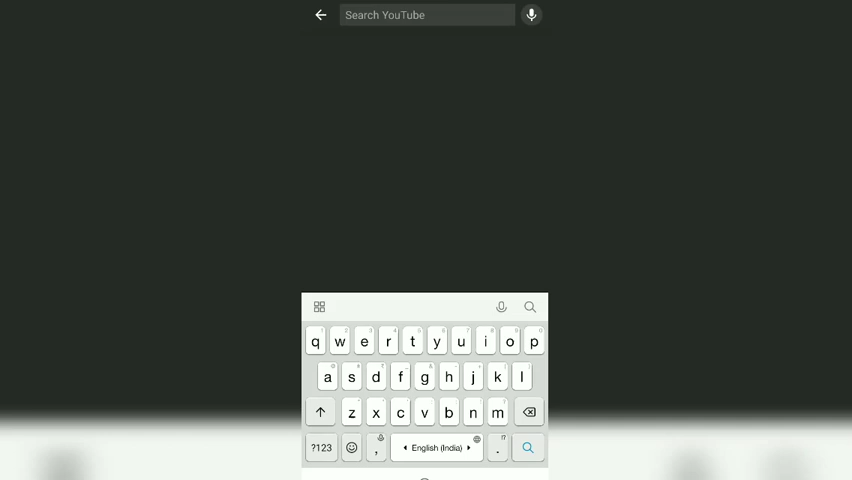 Search YouTube
q w e r t y u i o p
a s d f g h j k l
z x c v b n m
?123 , English (India) .